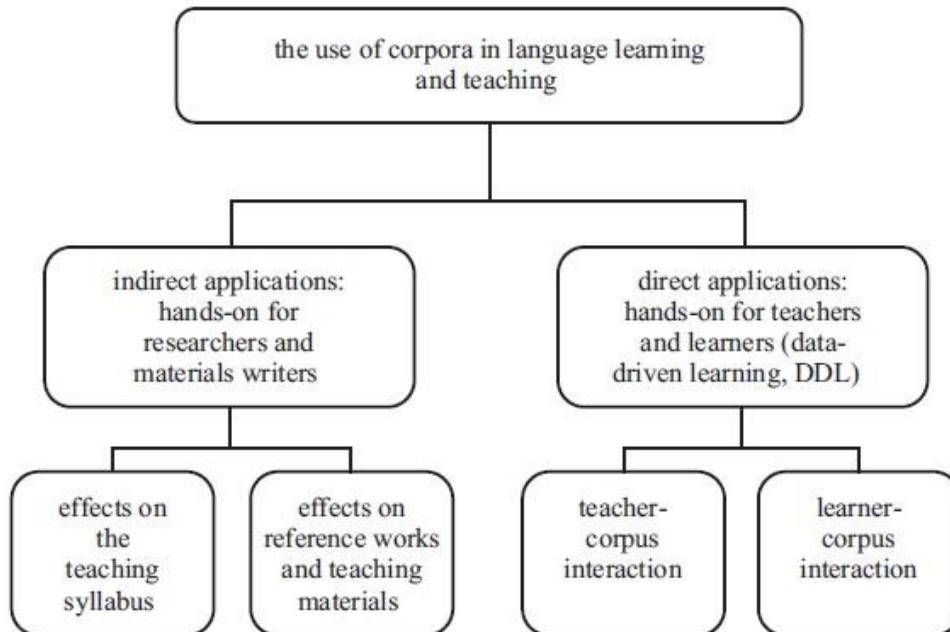 the use of corpora in language learning
and teaching
indirect applications:
hands-on for
researchers and
materials writers
direct applications:
hands-on for teachers
and learners (data-
driven learning, DDL)
effects on
the
teaching
syllabus
effects on
reference works
and teaching
materials
teacher-
corpus
interaction
learner-
corpus
interaction